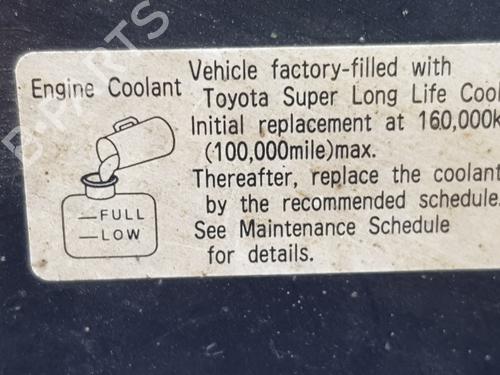 B-PARTS
Engine Coolant
FULL
LOW
Vehicle factory-filled with
Toyota Super Long Life Cool
Initial replacement at 160,000k
(100,000mile)max.
Thereafter, replace the coolant
by the recommended schedule.
See Maintenance Schedule
for details.